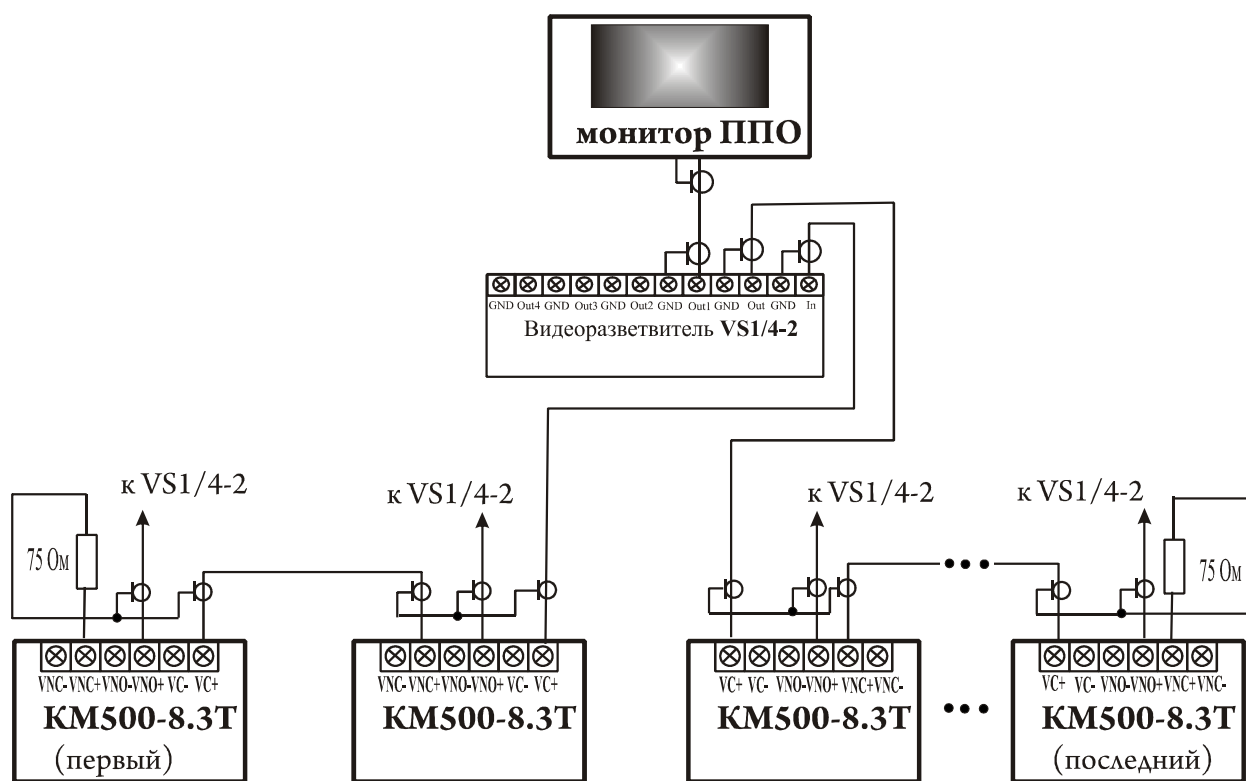 монитор ППО
GND Out4 GND Out3 GND Out2 GND Out1 GND Out GND In
Видеоразветвитель VS1/4-2
к VS1/4-2
к VS1/4-2
к VS1/4-2
к VS1/4-2
75 Ом
75 Ом
VNC- VNC+ VNO- VNO+ VC- VC+
VNC- VNC+ VNO- VNO+ VC- VC+
VC+ VC- VNO- VNO+ VNC+ VNC-
VC+ VC- VNO- VNO+ VNC+ VNC-
КМ500-8.3Т
КМ500-8.3Т
КМ500-8.3Т
КМ500-8.3Т
(первый)
(последний)